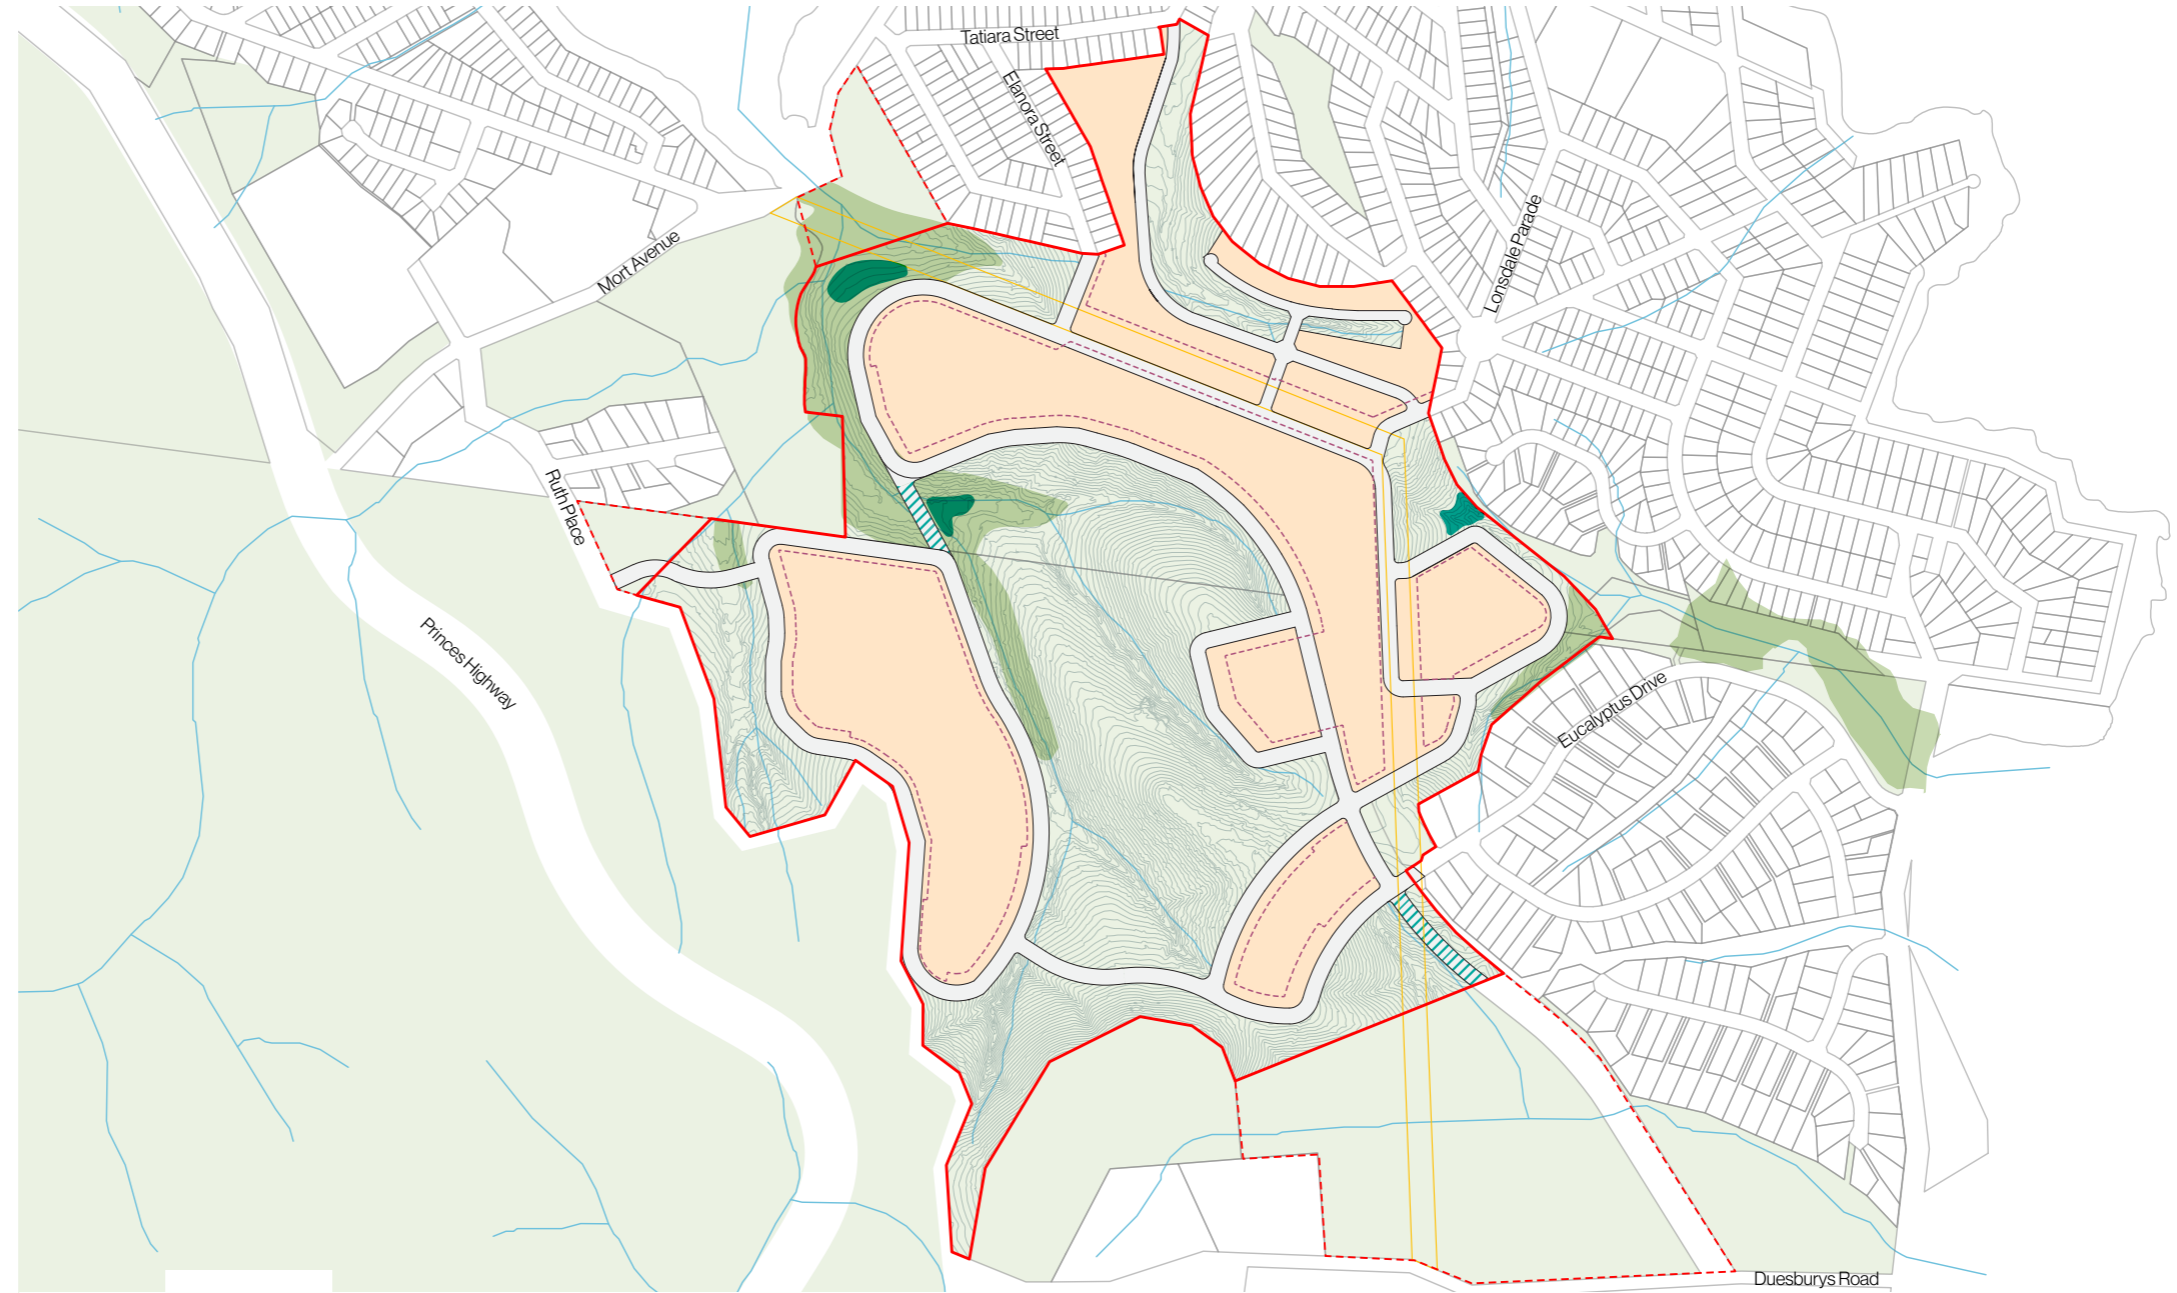 Tatiara Street
Elanora Street
Lonsdale Parade
Mort Avenue
Ruth Place
Princes Highway
Eucalyptus Drive
Duesburys Road